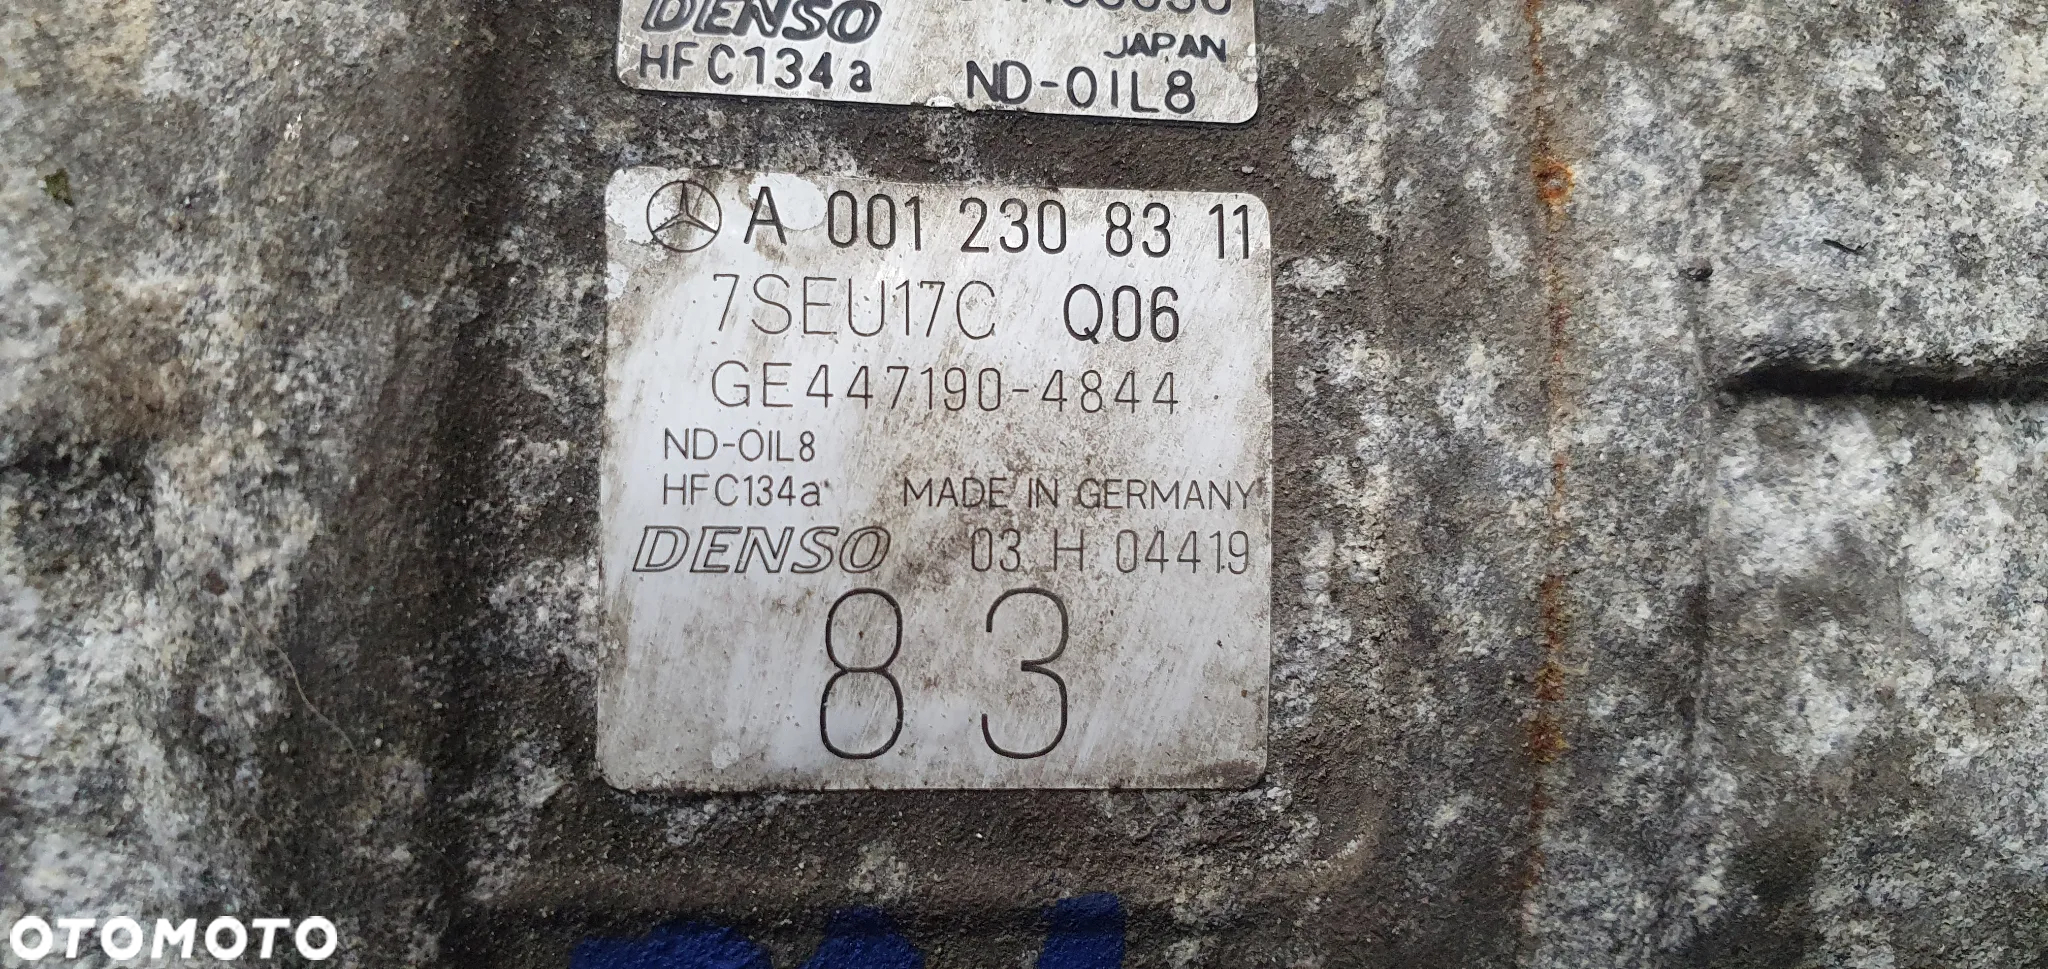 DENSO
JAPAN
HFC134a ND-OIL8
A 001 230 83 11
7SEU17C Q06
GE447190-4844
ND-OIL8
HFC134a MADE IN GERMANY
DENSO 03 H 04419
83
OTOMOTO